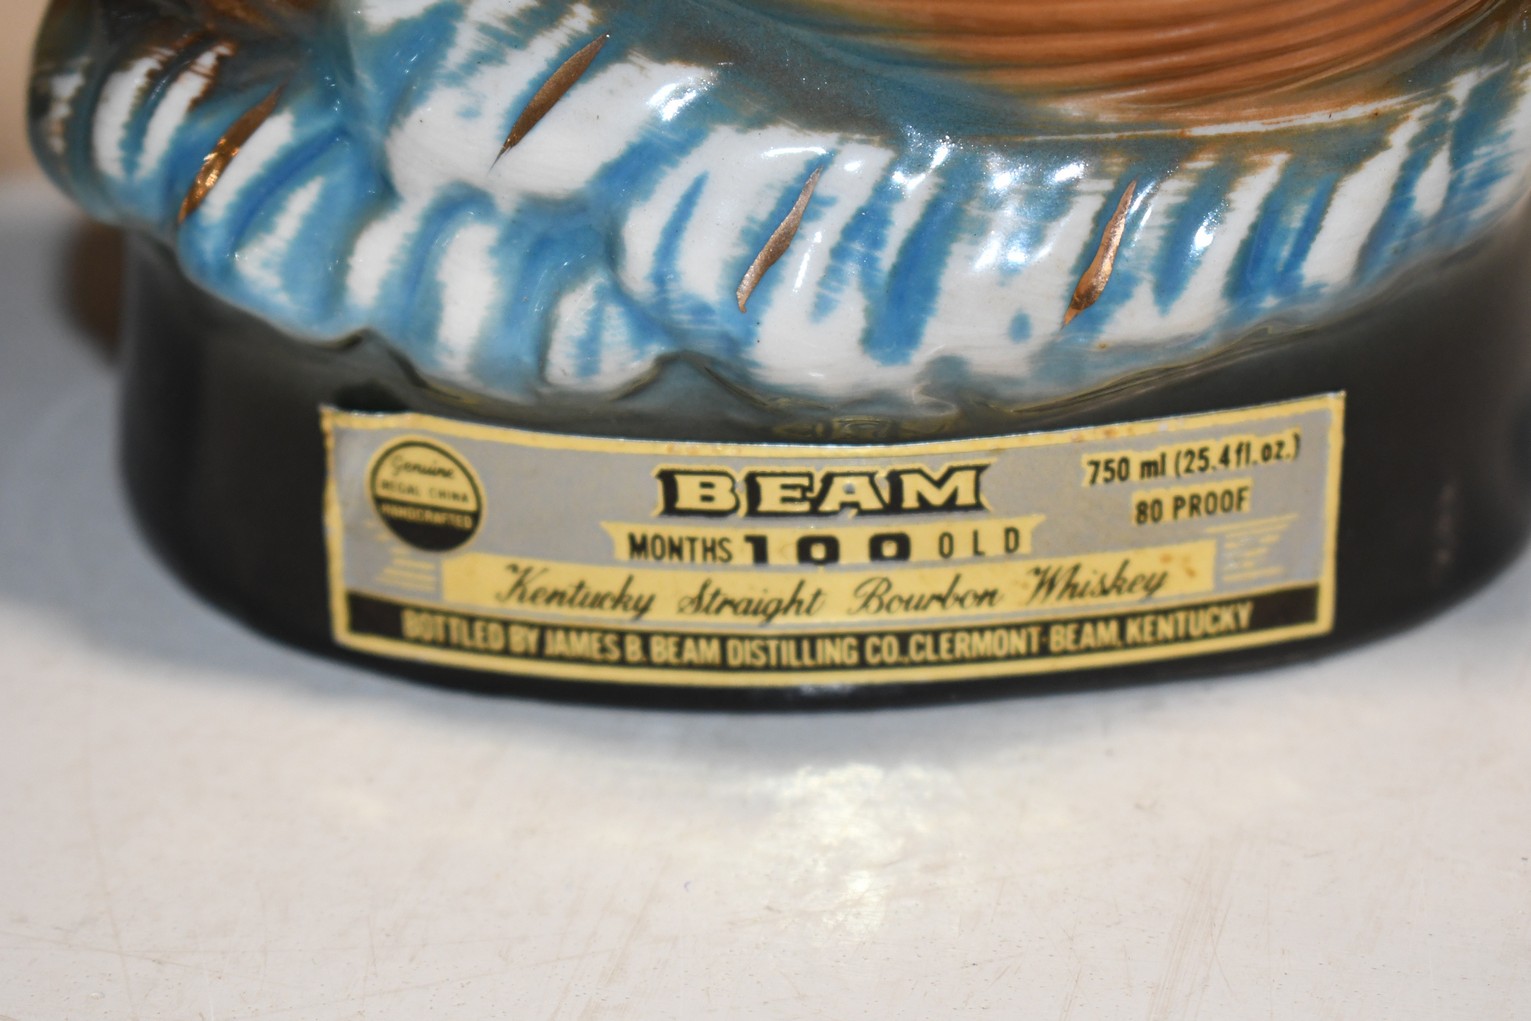 Genuine
REGAL CHINA
HANDCRAFTED
BEAM
750 ml (25.4 fl. oz.)
80 PROOF
MONTHS 100 OLD
Kentucky Straight Bourbon Whiskey
BOTTLED BY JAMES B. BEAM DISTILLING CO., CLERMONT-BEAM, KENTUCKY